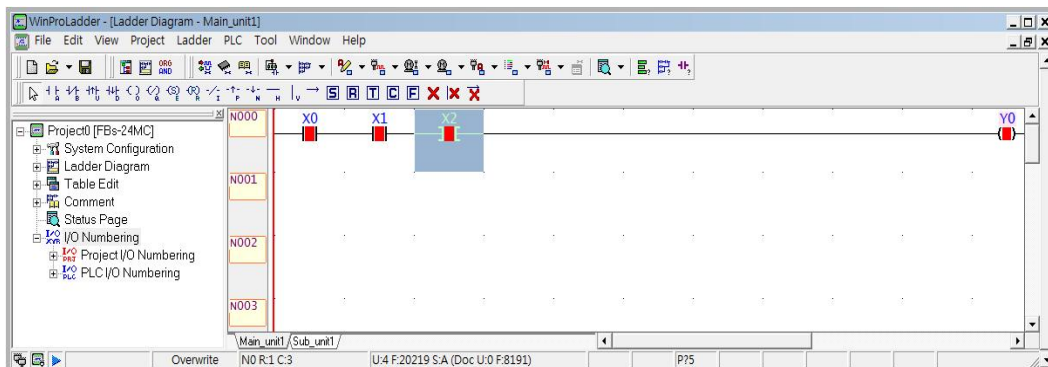 WinProLadder - [Ladder Diagram - Main_unit1]
File Edit View Project Ladder PLC Tool Window Help
ORG
AND
A B U D O Q E R I P N H V S R T C F
Project0 [FBs-24MC]
System Configuration
Ladder Diagram
Table Edit
Comment
Status Page
I/O Numbering
Project I/O Numbering
PLC I/O Numbering
N000 X0 X1 X2 Y0
N001
N002
N003
Main_unit1 Sub_unit1
Overwrite N0 R:1 C:3 U:4 F:20219 S:A (Doc U:0 F:8191) P75